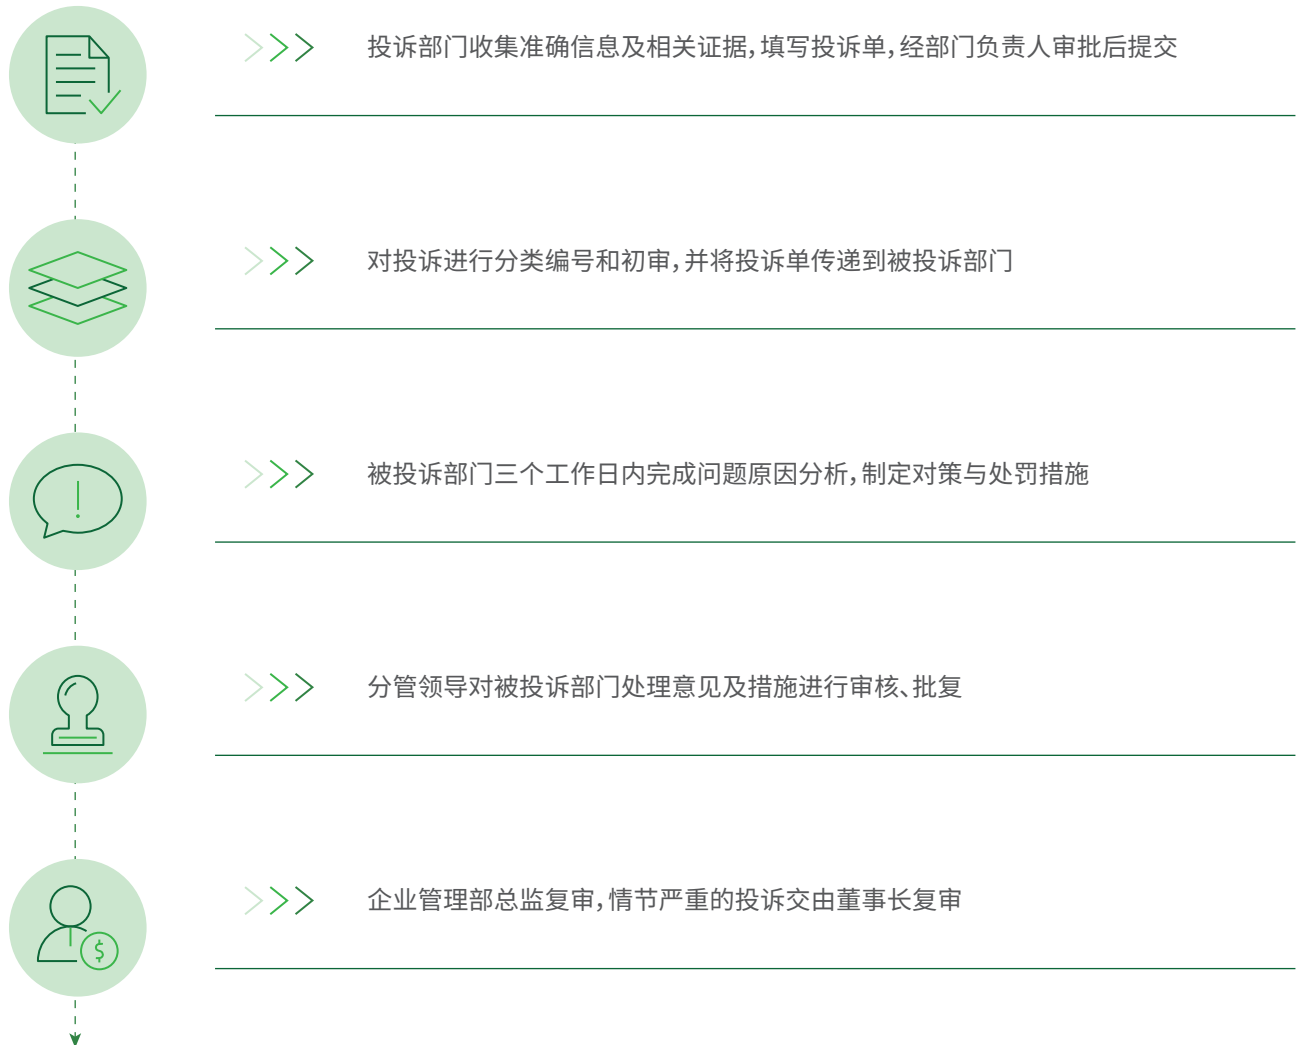 投诉部门收集准确信息及相关证据，填写投诉单，经部门负责人审批后提交
对投诉进行分类编号和初审，并将投诉单传递到被投诉部门
被投诉部门三个工作日内完成问题原因分析，制定对策与处罚措施
分管领导对被投诉部门处理意见及措施进行审核、批复
企业管理部总监复审，情节严重的投诉交由董事长复审